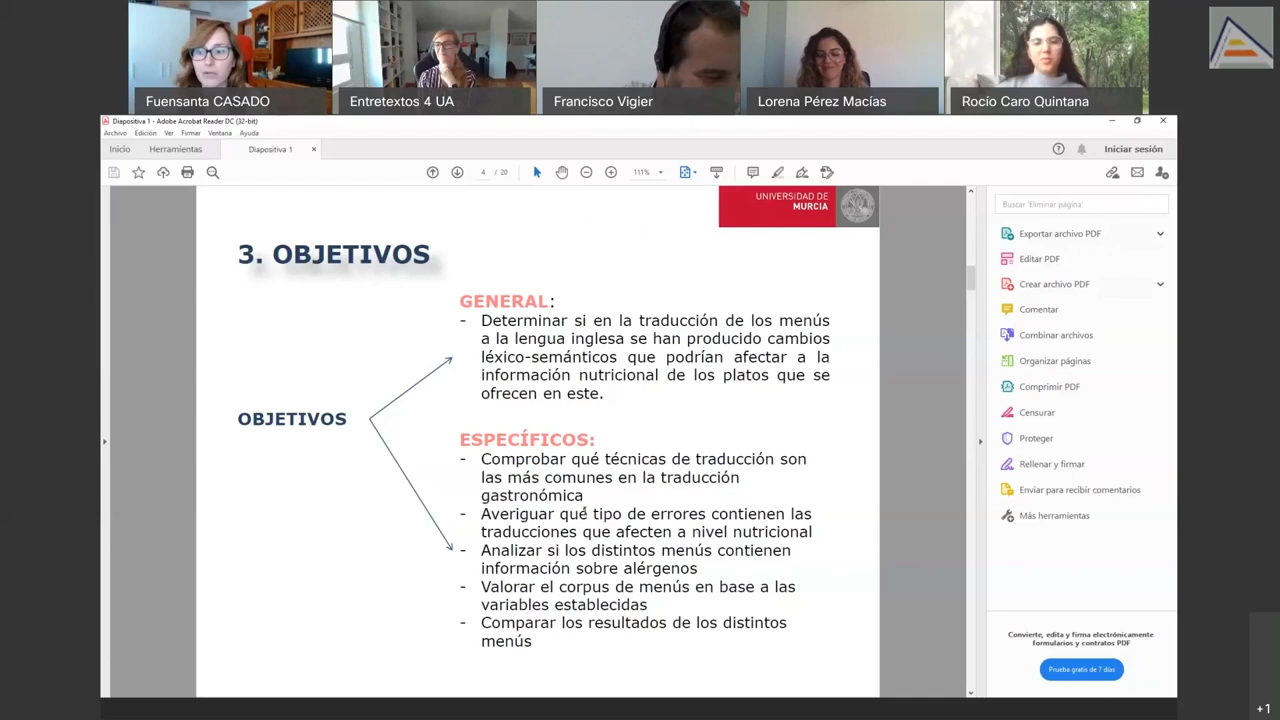 Fuensanta CASADO
Entretextos 4 UA
Francisco Vigier
Lorena Pérez Macías
Rocío Caro Quintana
Diapositiva 1 - Adobe Acrobat Reader DC (32-bit)
Archivo Edición Ver Firmar Ventana Ayuda
Inicio Herramientas Diapositiva 1 × Iniciar sesión
4 / 20 111%
UNIVERSIDAD DE
MURCIA
3. OBJETIVOS
GENERAL:
- Determinar si en la traducción de los menús
a la lengua inglesa se han producido cambios
léxico-semánticos que podrían afectar a la
información nutricional de los platos que se
ofrecen en este.
OBJETIVOS
ESPECÍFICOS:
- Comprobar qué técnicas de traducción son
las más comunes en la traducción
gastronómica
- Averiguar qué tipo de errores contienen las
traducciones que afecten a nivel nutricional
- Analizar si los distintos menús contienen
información sobre alérgenos
- Valorar el corpus de menús en base a las
variables establecidas
- Comparar los resultados de los distintos
menús
Buscar 'Eliminar página'
Exportar archivo PDF
Editar PDF
Crear archivo PDF
Comentar
Combinar archivos
Organizar páginas
Comprimir PDF
Censurar
Proteger
Rellenar y firmar
Enviar para recibir comentarios
Más herramientas
Convierte, edita y firma electrónicamente
formularios y contratos PDF
Prueba gratis de 7 días
+1